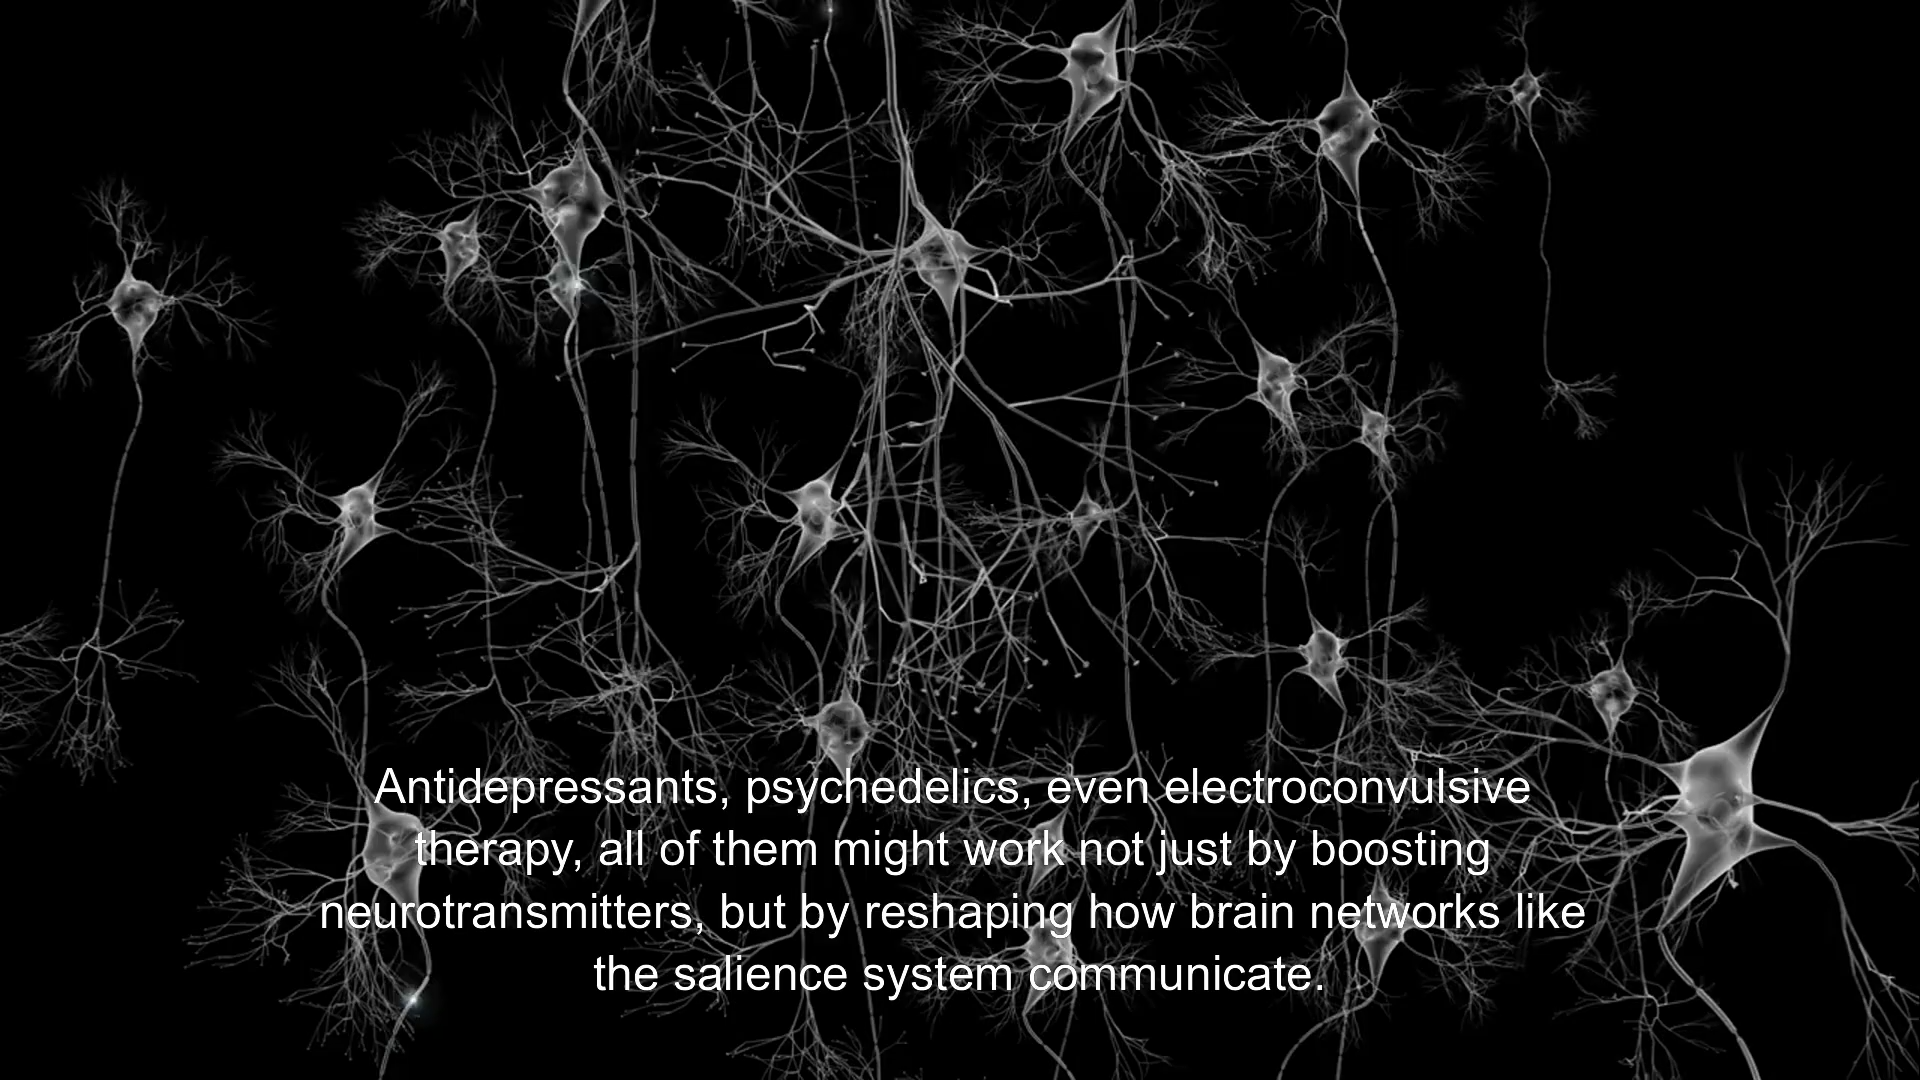 Antidepressants, psychedelics, even electroconvulsive
therapy, all of them might work not just by boosting
neurotransmitters, but by reshaping how brain networks like
the salience system communicate.